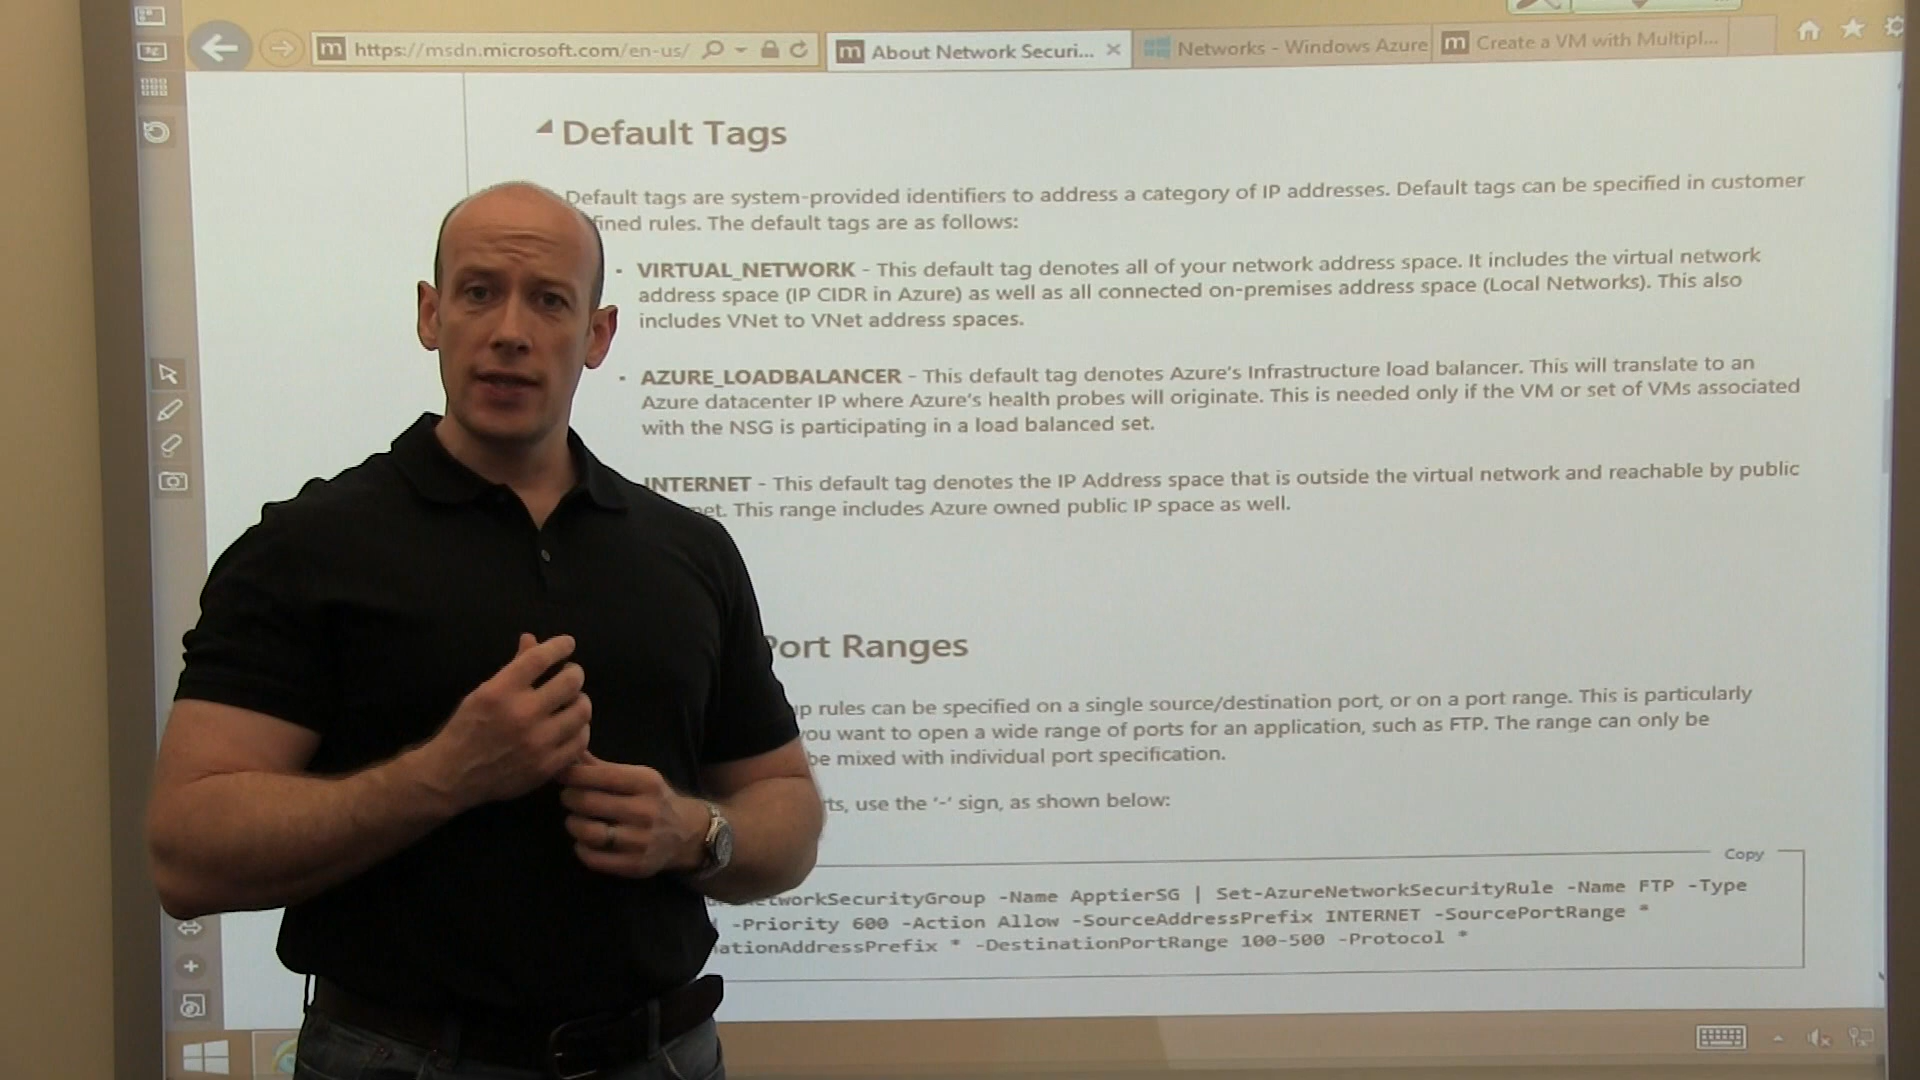 m https://msdn.microsoft.com/en-us/
m About Network Securi...
Networks - Windows Azure
m Create a VM with Multipl...
Default Tags
Default tags are system-provided identifiers to address a category of IP addresses. Default tags can be specified in customer
fined rules. The default tags are as follows:
VIRTUAL_NETWORK - This default tag denotes all of your network address space. It includes the virtual network
address space (IP CIDR in Azure) as well as all connected on-premises address space (Local Networks). This also
includes VNet to VNet address spaces.
AZURE_LOADBALANCER - This default tag denotes Azure's Infrastructure load balancer. This will translate to an
Azure datacenter IP where Azure's health probes will originate. This is needed only if the VM or set of VMs associated
with the NSG is participating in a load balanced set.
INTERNET - This default tag denotes the IP Address space that is outside the virtual network and reachable by public
net. This range includes Azure owned public IP space as well.
Port Ranges
p rules can be specified on a single source/destination port, or on a port range. This is particularly
ou want to open a wide range of ports for an application, such as FTP. The range can only be
be mixed with individual port specification.
ts, use the '-' sign, as shown below:
Copy
etworkSecurityGroup -Name ApptierSG | Set-AzureNetworkSecurityRule -Name FTP -Type
-Priority 600 -Action Allow -SourceAddressPrefix INTERNET -SourcePortRange *
nationAddressPrefix * -DestinationPortRange 100-500 -Protocol *